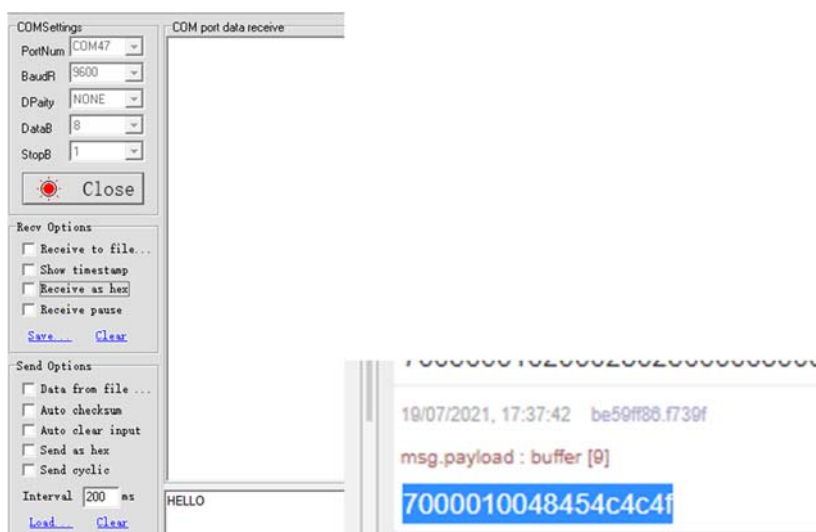 COMSettings
PortNum COM47
BaudR 9600
DPaity NONE
DataB 8
StopB 1
Close
Recv Options
Receive to file...
Show timestamp
Receive as hex
Receive pause
Save... Clear
Send Options
Data from file ...
Auto checksum
Auto clear input
Send as hex
Send cyclic
Interval 200 ms
Load... Clear
COM port data receive
HELLO
19/07/2021, 17:37:42 be59ff86.f739f
msg.payload : buffer [9]
7000010048454c4c4f